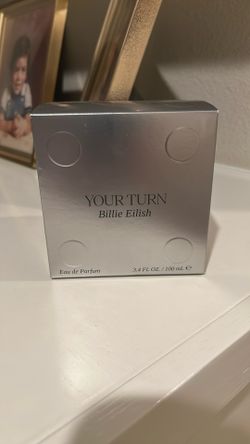 YOUR TURN
Billie Eilish
Eau de Parfum
3.4 FL OZ. / 100 mL ℮